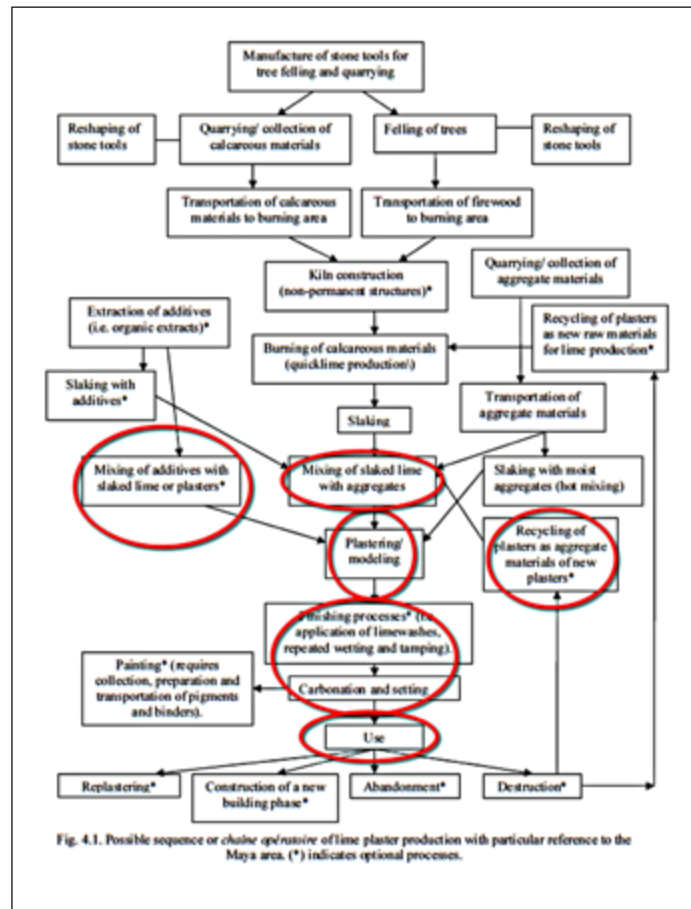 Manufacture of stone tools for
tree felling and quarrying
Reshaping of
stone tools
Quarrying/ collection of
calcareous materials
Felling of trees
Reshaping of
stone tools
Transportation of calcareous
materials to burning area
Transportation of firewood
to burning area
Quarrying/ collection of
aggregate materials
Kiln construction
(non-permanent structures)*
Extraction of additives
(i.e. organic extracts)*
Recycling of plasters
as new raw materials
for lime production*
Burning of calcareous materials
(quicklime production\)
Slaking with
additives*
Transportation of
aggregate materials
Slaking
Mixing of additives with
slaked lime or plasters*
Mixing of slaked lime
with aggregates
Slaking with moist
aggregates (hot mixing)
Recycling of
plasters as aggregate
materials of new
plasters*
Plastering/
modeling
Finishing processes* (i.e.
application of limewashes,
repeated wetting and tamping).
Painting* (requires
collection, preparation and
transportation of pigments
and binders).
Carbonation and setting
Use
Replastering*
Construction of a new
building phase*
Abandonment*
Destruction*
Fig. 4.1. Possible sequence or chaîne opératoire of lime plaster production with particular reference to the
Maya area. (*) indicates optional processes.